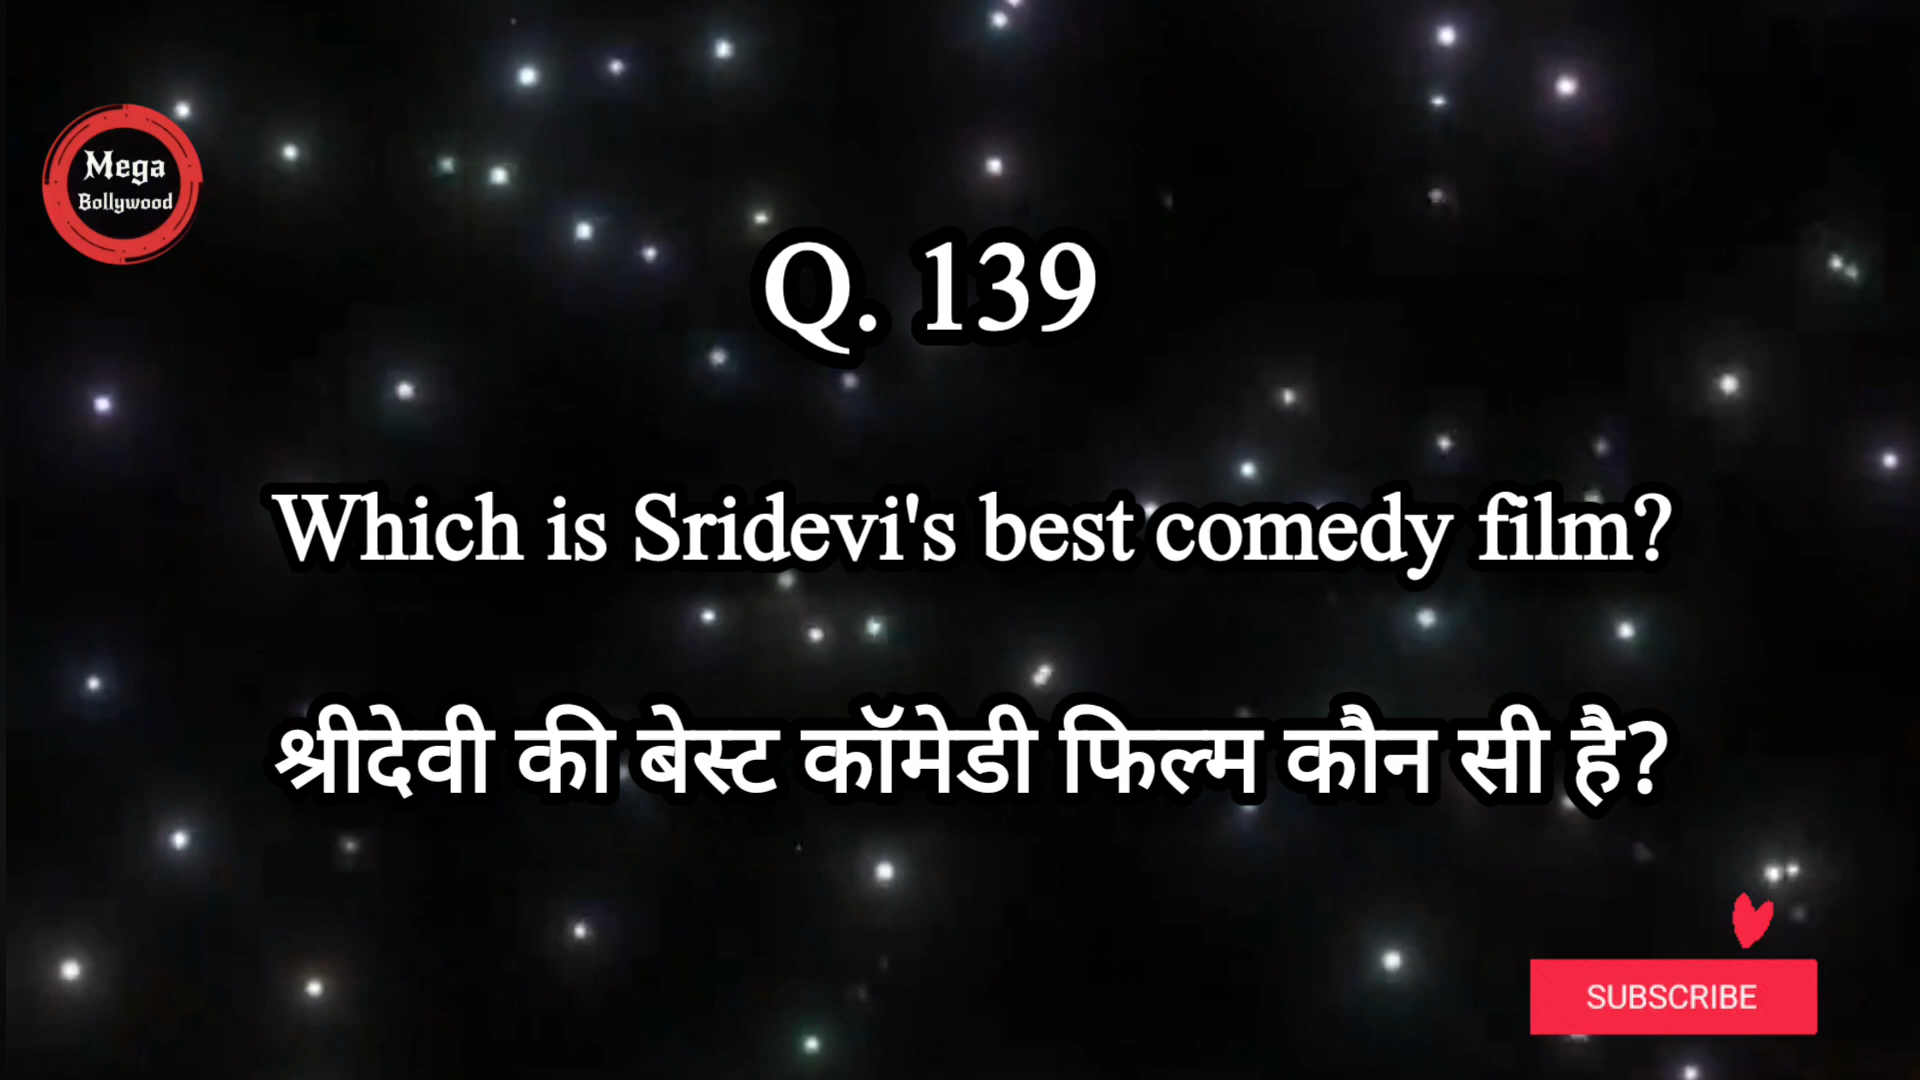 Mega
Bollywood
Q. 139
Which is Sridevi's best comedy film?
श्रीदेवी की बेस्ट कॉमेडी फिल्म कौन सी है?
SUBSCRIBE